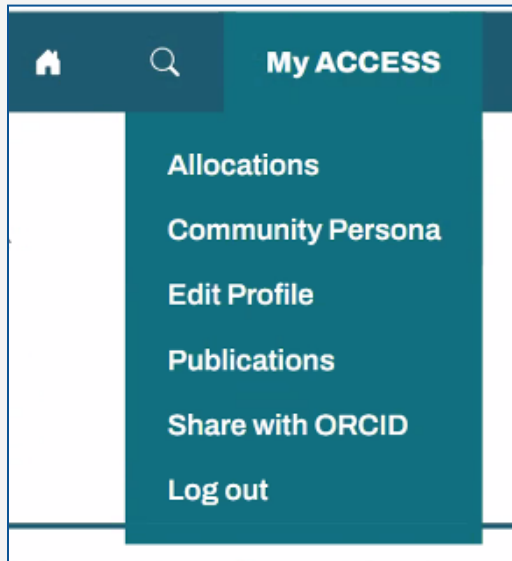 My ACCESS
Allocations
Community Persona
Edit Profile
Publications
Share with ORCID
Log out